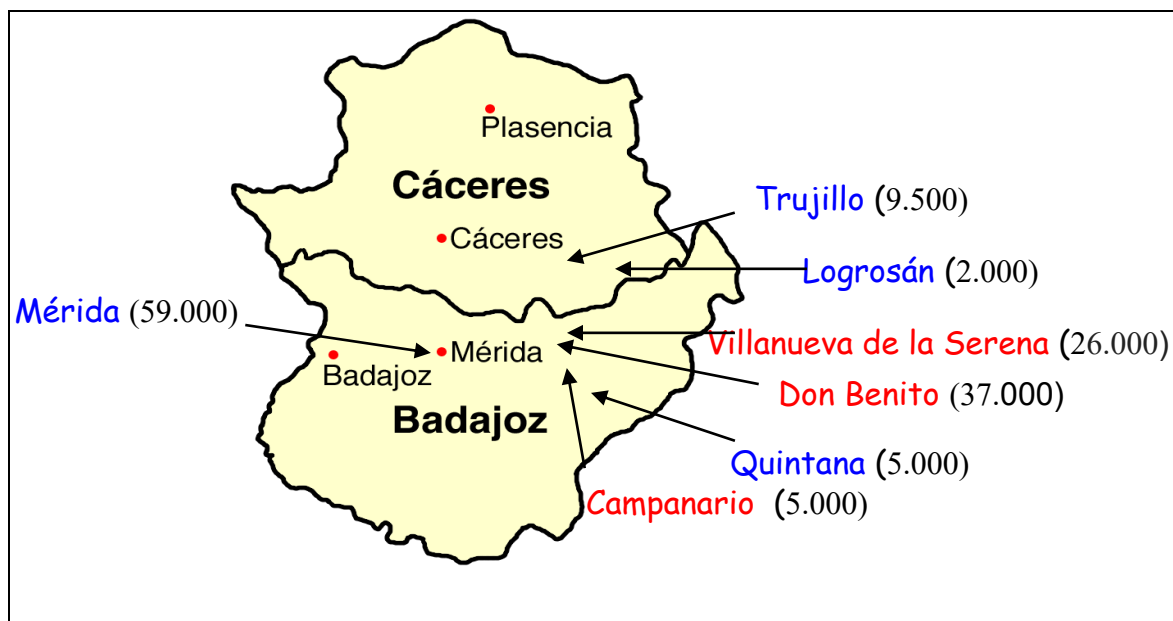 Plasencia
Cáceres
Trujillo (9.500)
Cáceres
Logrosán (2.000)
Mérida (59.000)
Villanueva de la Serena (26.000)
Mérida
Badajoz
Don Benito (37.000)
Badajoz
Quintana (5.000)
Campanario (5.000)